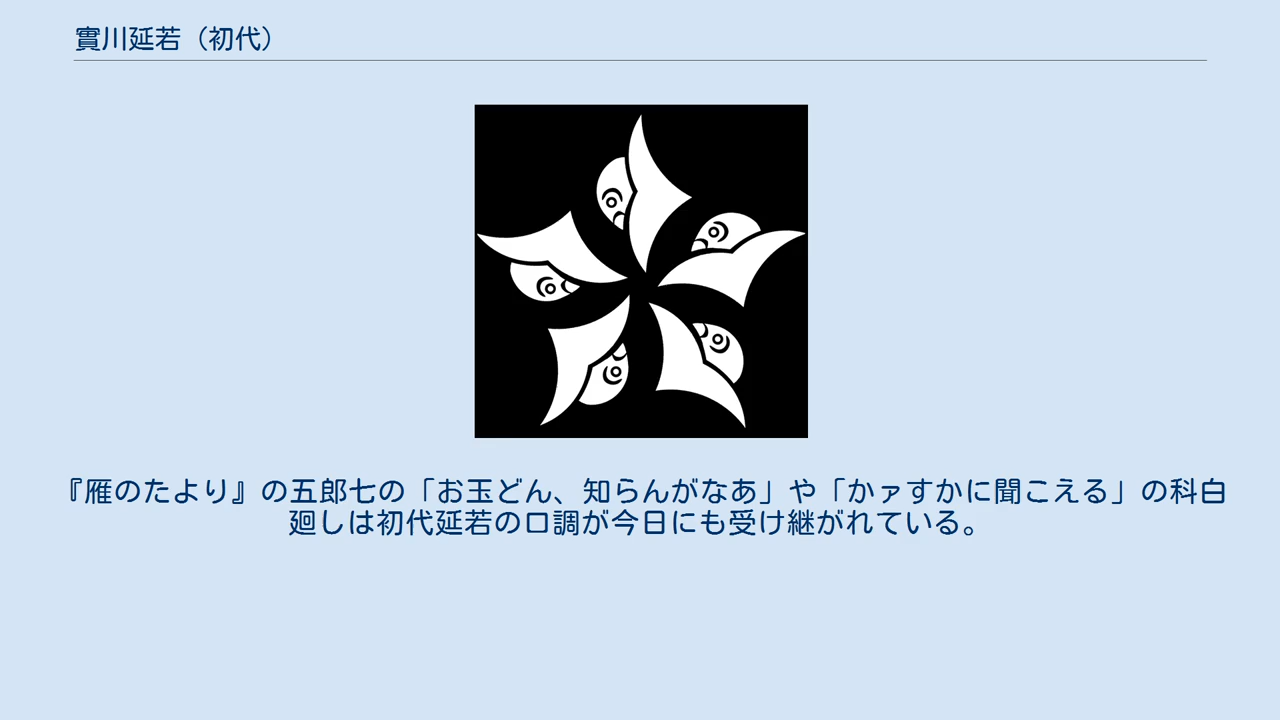 實川延若（初代）
『雁のたより』の五郎七の「お玉どん、知らんがなあ」や「かァすかに聞こえる」の科白
廻しは初代延若の口調が今日にも受け継がれている。